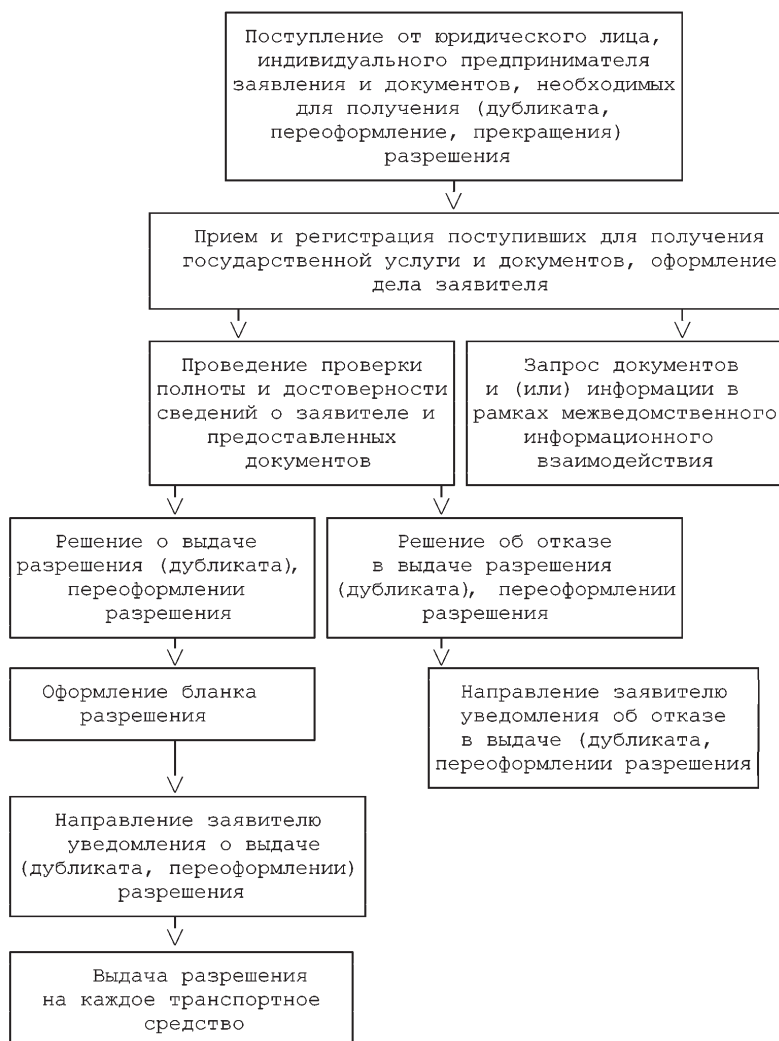 Поступление от юридического лица,
индивидуального предпринимателя
заявления и документов, необходимых
для получения (дубликата,
переоформление, прекращения)
разрешения
Прием и регистрация поступивших для получения
государственной услуги и документов, оформление
дела заявителя
Проведение проверки
полноты и достоверности
сведений о заявителе и
предоставленных
документов
Запрос документов
и (или) информации в
рамках межведомственного
информационного
взаимодействия
Решение о выдаче
разрешения (дубликата),
переоформлении
разрешения
Решение об отказе
в выдаче разрешения
(дубликата), переоформлении
разрешения
Оформление бланка
разрешения
Направление заявителю
уведомления об отказе
в выдаче (дубликата,
переоформлении разрешения
Направление заявителю
уведомления о выдаче
(дубликата, переоформлении)
разрешения
Выдача разрешения
на каждое транспортное
средство